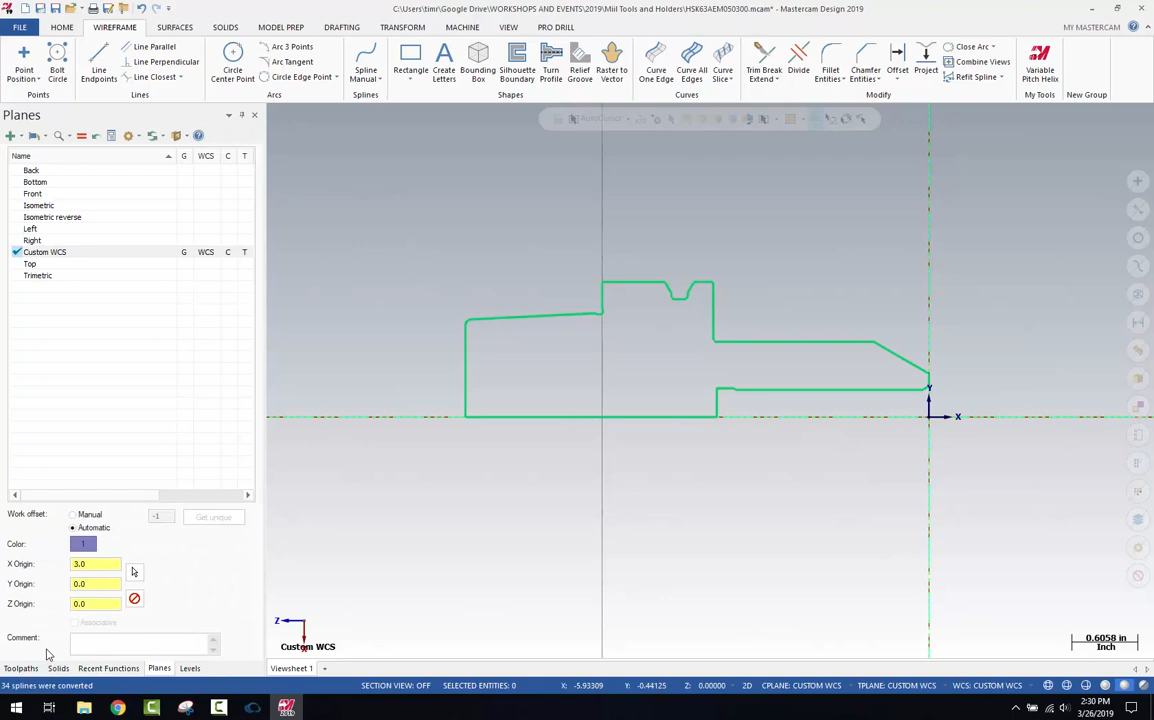 C:\Users\timr\Google Drive\WORKSHOPS AND EVENTS\2019\Mill Tools and Holders\HSK63AEM050300.mcam* - Mastercam Design 2019
FILE HOME WIREFRAME SURFACES SOLIDS MODEL PREP DRAFTING TRANSFORM MACHINE VIEW PRO DRILL MY MASTERCAM
Point Position
Bolt Circle
Points
Line Endpoints
Line Parallel
Line Perpendicular
Line Closest
Lines
Circle Center Point
Arc 3 Points
Arc Tangent
Circle Edge Point
Arcs
Spline Manual
Splines
Rectangle
Create Letters
Bounding Box
Silhouette Boundary
Turn Profile
Relief Groove
Raster to Vector
Shapes
Curve One Edge
Curve All Edges
Curve Slice
Curves
Trim Break Extend
Divide
Fillet Entities
Chamfer Entities
Offset
Project
Close Arc
Combine Views
Refit Spline
Modify
Variable Pitch Helix
My Tools
New Group
Planes
AutoCursor
Name G WCS C T
Back
Bottom
Front
Isometric
Isometric reverse
Left
Right
Custom WCS G WCS C T
Top
Trimetric
Y
X
Work offset: Manual -1 Get unique
Automatic
Color: 1
X Origin: 3.0
Y Origin: 0.0
Z Origin: 0.0
Associative
Comment:
Z
X
Custom WCS
0.6058 in
Inch
Toolpaths Solids Recent Functions Planes Levels Viewsheet 1 +
34 splines were converted SECTION VIEW: OFF SELECTED ENTITIES: 0 X: -5.93309 Y: -0.44125 Z: 0.00000 2D CPLANE: CUSTOM WCS TPLANE: CUSTOM WCS WCS: CUSTOM WCS
2:30 PM
3/26/2019
2019